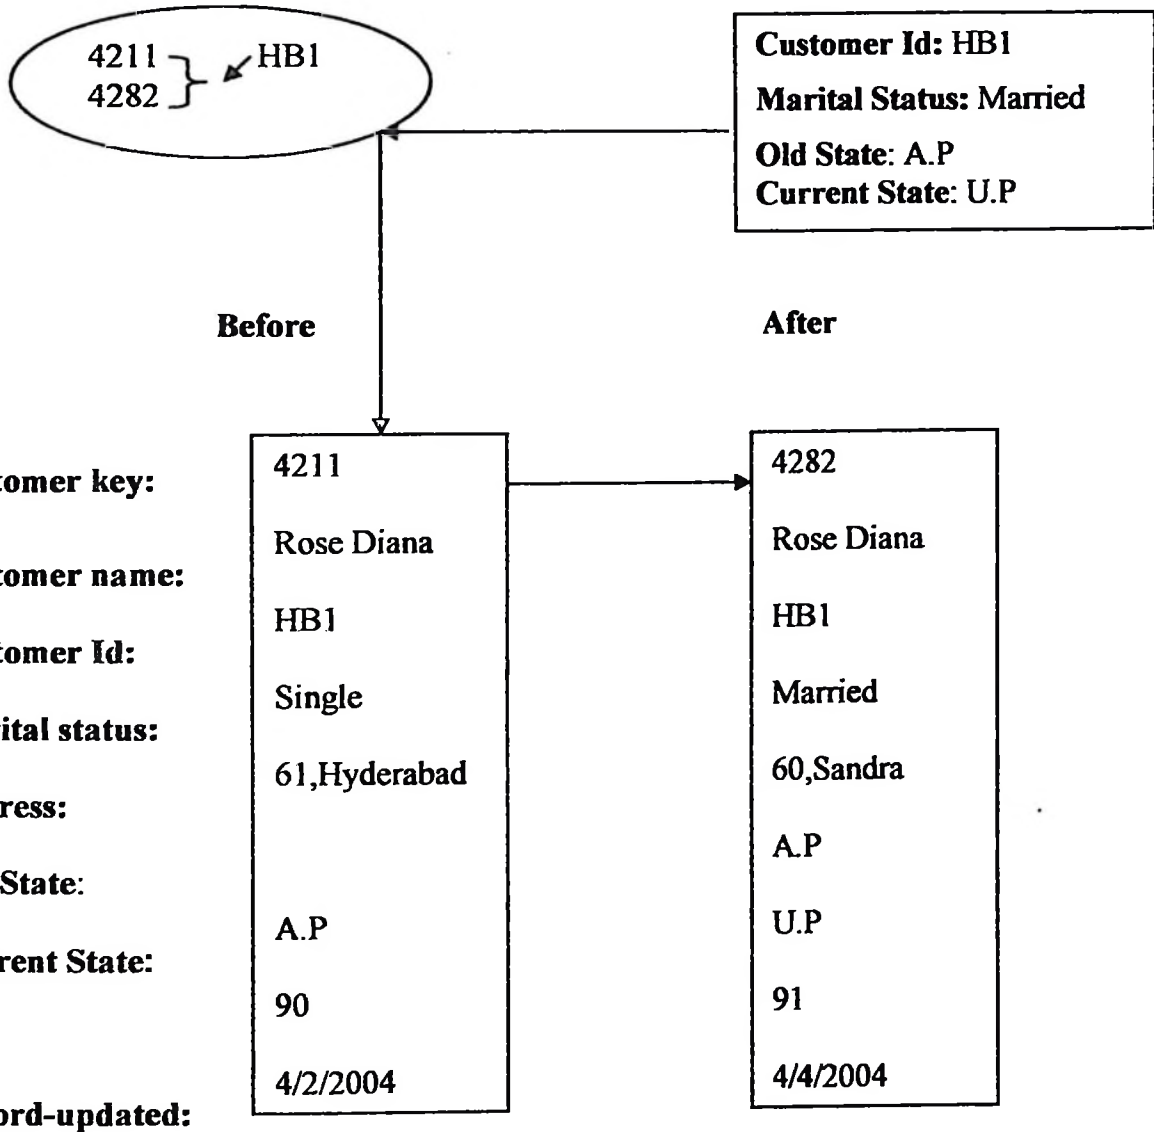 4211
4282
HB1
Customer Id: HB1
Marital Status: Married
Old State: A.P
Current State: U.P
Before
After
tomer key:
tomer name:
tomer Id:
ital status:
ress:
State:
rent State:
ord-updated:
4211
Rose Diana
HB1
Single
61,Hyderabad
A.P
90
4/2/2004
4282
Rose Diana
HB1
Married
60,Sandra
A.P
U.P
91
4/4/2004